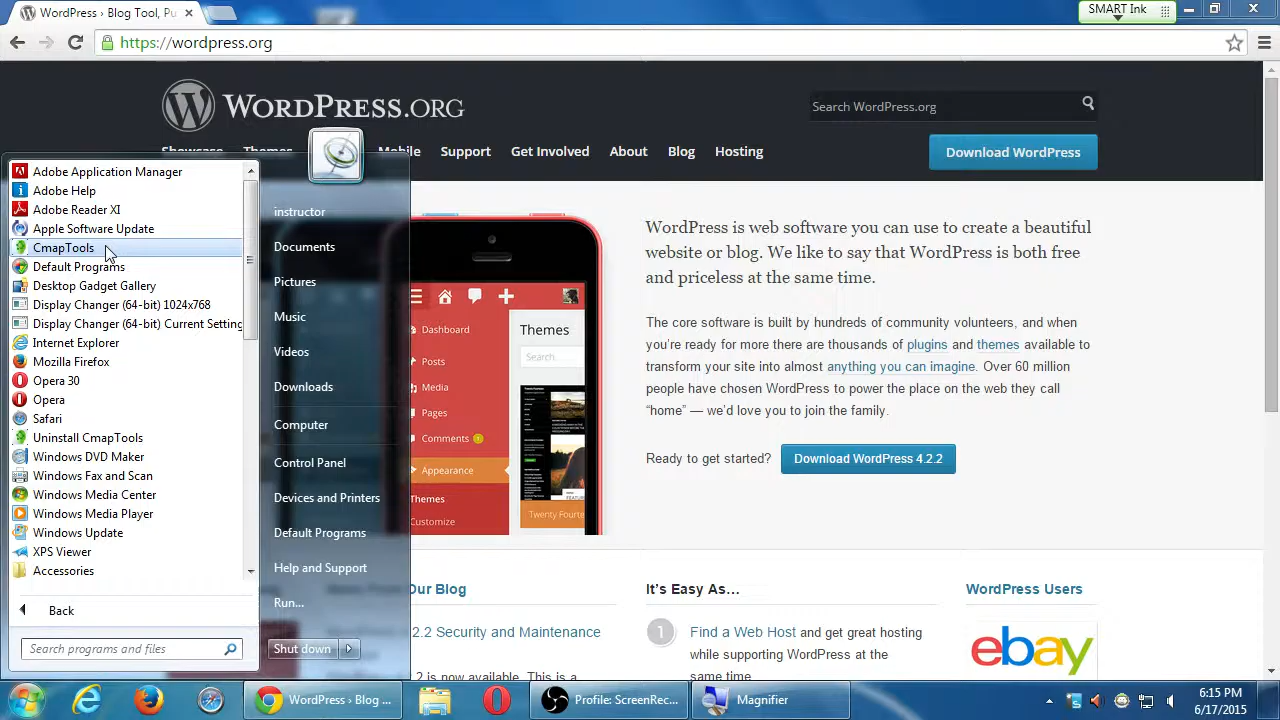 WordPress › Blog Tool, Pu
SMART Ink
https://wordpress.org
WORDPRESS.ORG
Search WordPress.org
Showcase Themes Mobile Support Get Involved About Blog Hosting
Download WordPress
Adobe Application Manager
Adobe Help
Adobe Reader XI
Apple Software Update
CmapTools
Default Programs
Desktop Gadget Gallery
Display Changer (64-bit) 1024x768
Display Changer (64-bit) Current Setting
Internet Explorer
Mozilla Firefox
Opera 30
Opera
Safari
Uninstall CmapTools
Windows DVD Maker
Windows Fax and Scan
Windows Media Center
Windows Media Player
Windows Update
XPS Viewer
Accessories
Back
Search programs and files
instructor
Documents
Pictures
Music
Videos
Downloads
Computer
Control Panel
Devices and Printers
Default Programs
Help and Support
Run...
Shut down
Dashboard
Posts
Media
Pages
Comments
Appearance
Themes
Customize
Themes
Search...
Twenty Fourte
WordPress is web software you can use to create a beautiful
website or blog. We like to say that WordPress is both free
and priceless at the same time.
The core software is built by hundreds of community volunteers, and when
you’re ready for more there are thousands of plugins and themes available to
transform your site into almost anything you can imagine. Over 60 million
people have chosen WordPress to power the place on the web they call
“home” — we’d love you to join the family.
Ready to get started? Download WordPress 4.2.2
Our Blog
2.2 Security and Maintenance
2.2 is now available. This is a
It’s Easy As…
1 Find a Web Host and get great hosting
while supporting WordPress at the
same time.
WordPress Users
ebay
WordPress › Blog ...
Profile: ScreenRec...
Magnifier
6:15 PM
6/17/2015